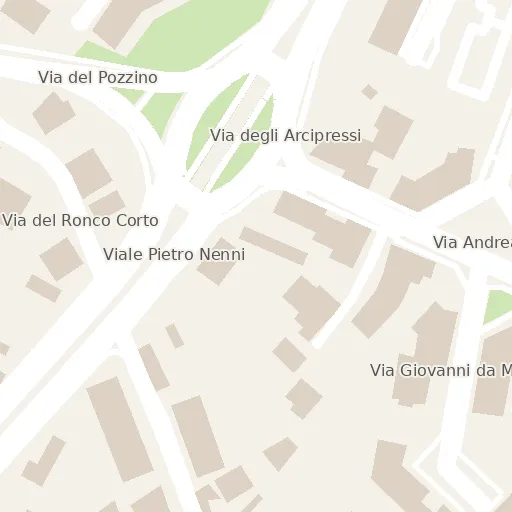 Via del Pozzino
Via degli Arcipressi
Via del Ronco Corto
Via Andrea
Viale Pietro Nenni
Via Giovanni da M